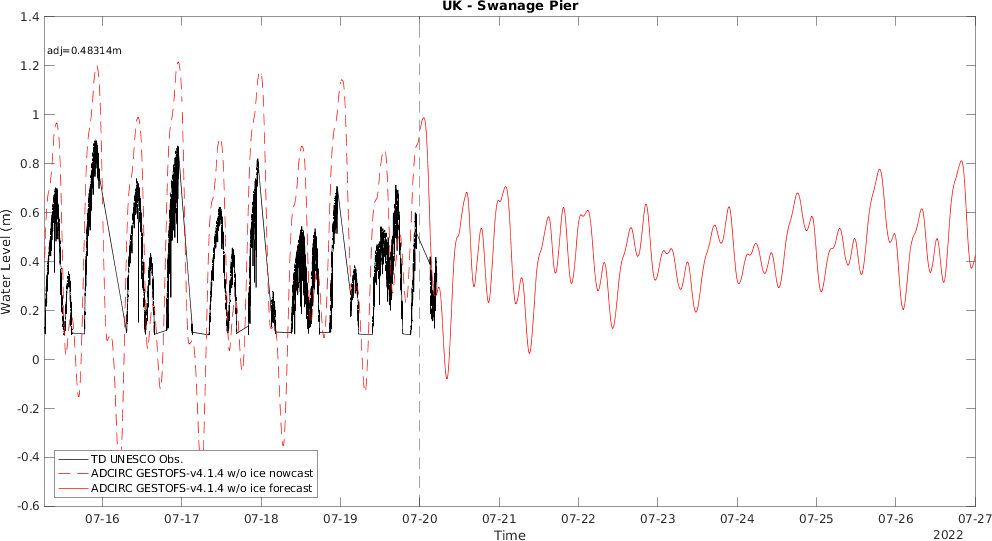 UK - Swanage Pier
1.4
1.2
1
0.8
0.6
0.4
0.2
0
-0.2
-0.4
-0.6
adj=0.48314m
Water Level (m)
TD UNESCO Obs.
ADCIRC GESTOFS-v4.1.4 w/o ice nowcast
ADCIRC GESTOFS-v4.1.4 w/o ice forecast
07-16 07-17 07-18 07-19 07-20 07-21 07-22 07-23 07-24 07-25 07-26 07-27
Time
2022